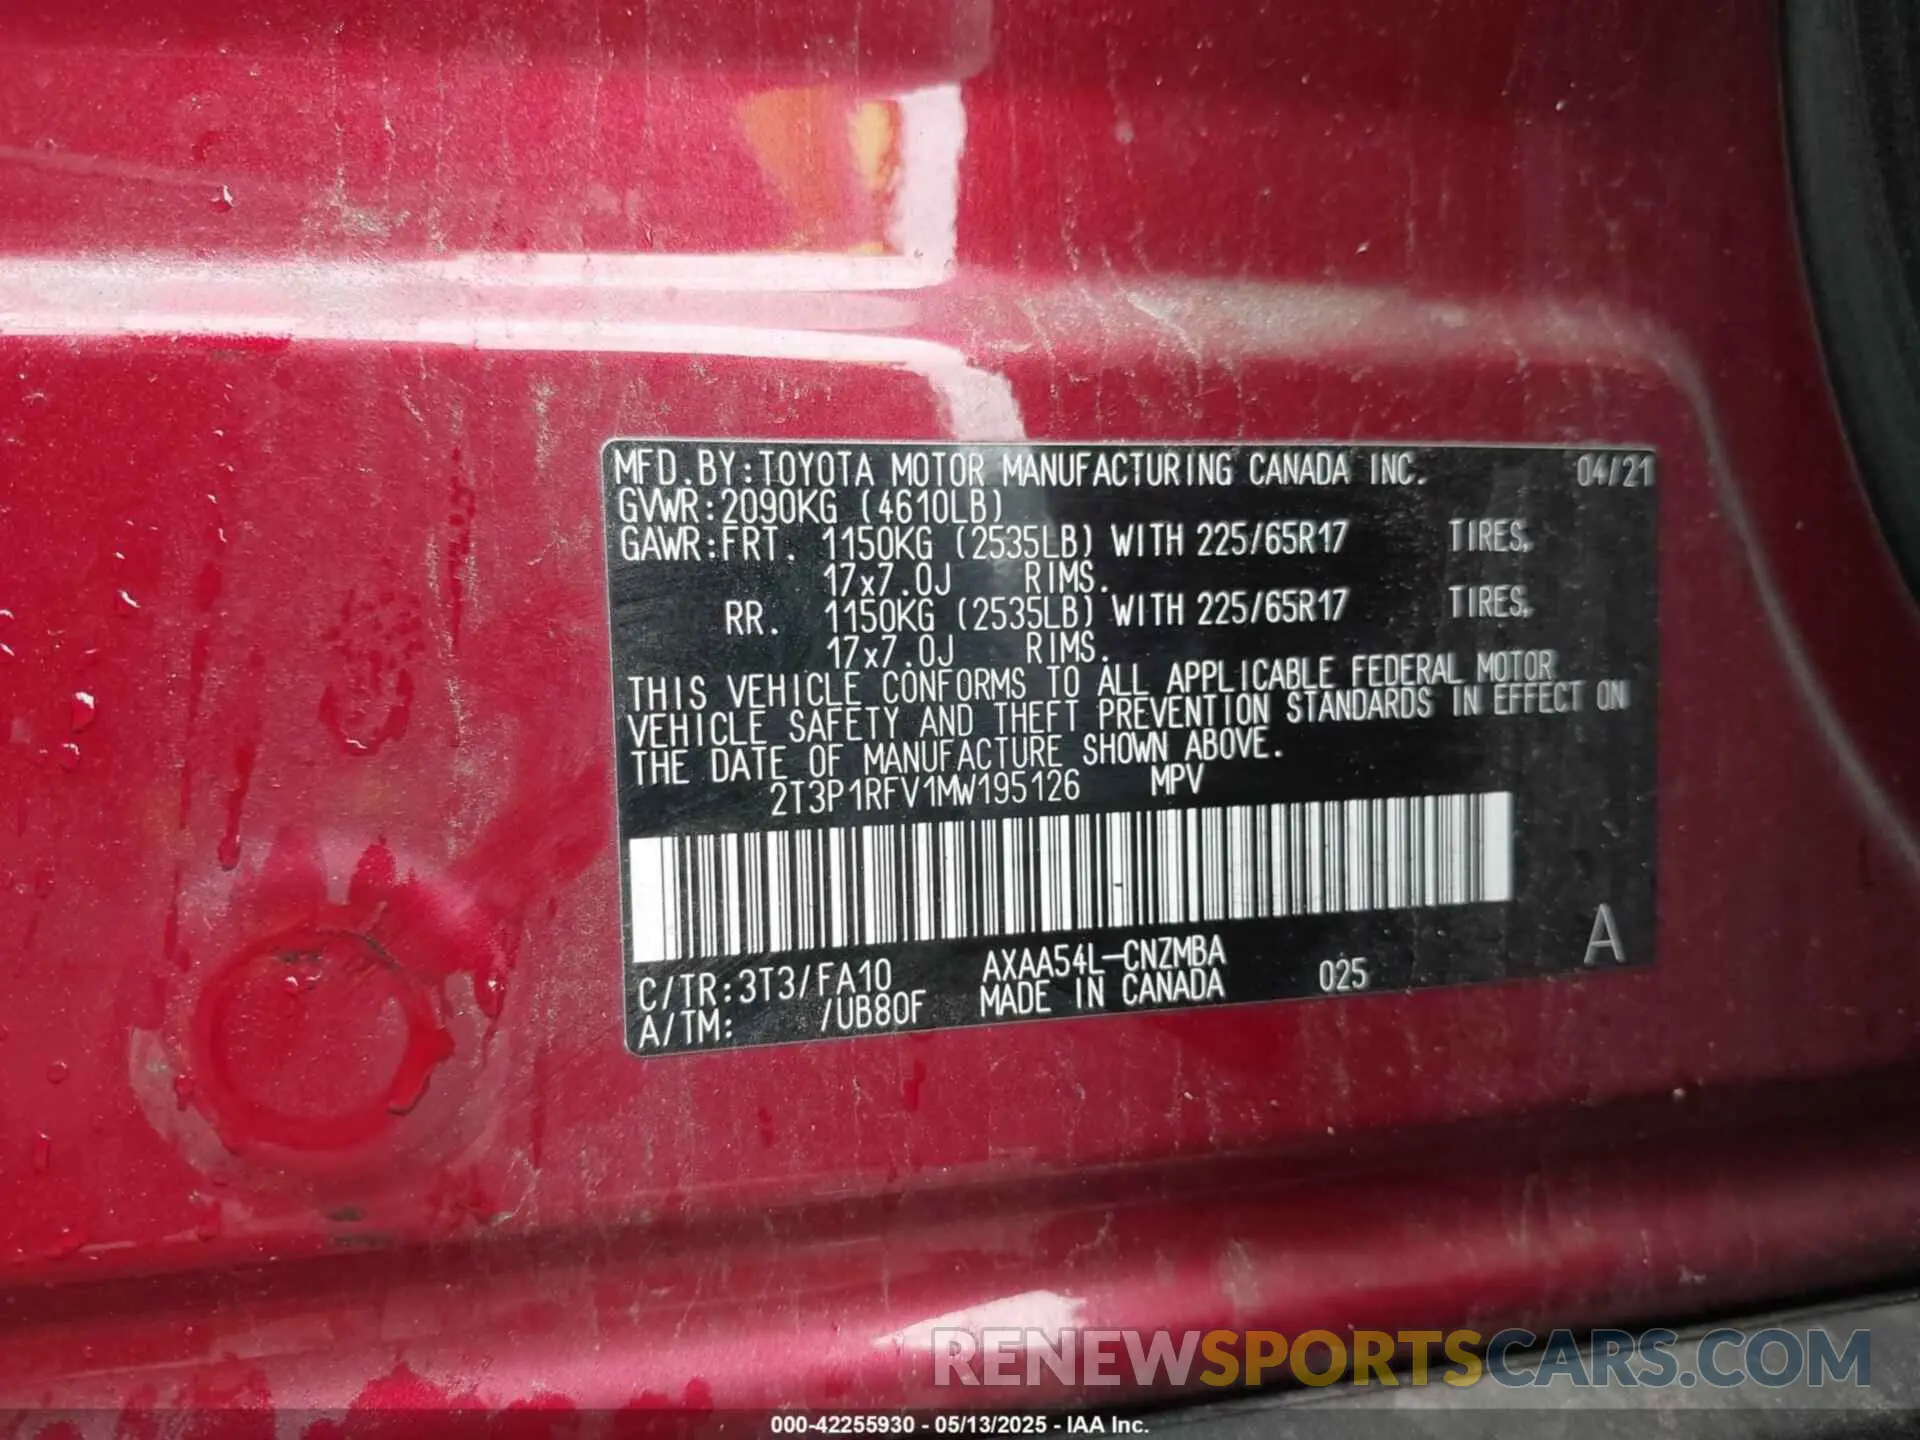 MFD.BY:TOYOTA MOTOR MANUFACTURING CANADA INC. 04/21
GVWR:2090KG (4610LB)
GAWR:FRT. 1150KG (2535LB) WITH 225/65R17 TIRES,
17x7.0J RIMS.
RR. 1150KG (2535LB) WITH 225/65R17 TIRES,
17x7.0J RIMS.
THIS VEHICLE CONFORMS TO ALL APPLICABLE FEDERAL MOTOR
VEHICLE SAFETY AND THEFT PREVENTION STANDARDS IN EFFECT ON
THE DATE OF MANUFACTURE SHOWN ABOVE.
2T3P1RFV1MW195126 MPV
C/TR:3T3/FA10 AXAA54L-CNZMBA 025 A
A/TM: /UB80F MADE IN CANADA
RENEWSPORTSCARS.COM
000-42255930 - 05/13/2025 - IAA Inc.